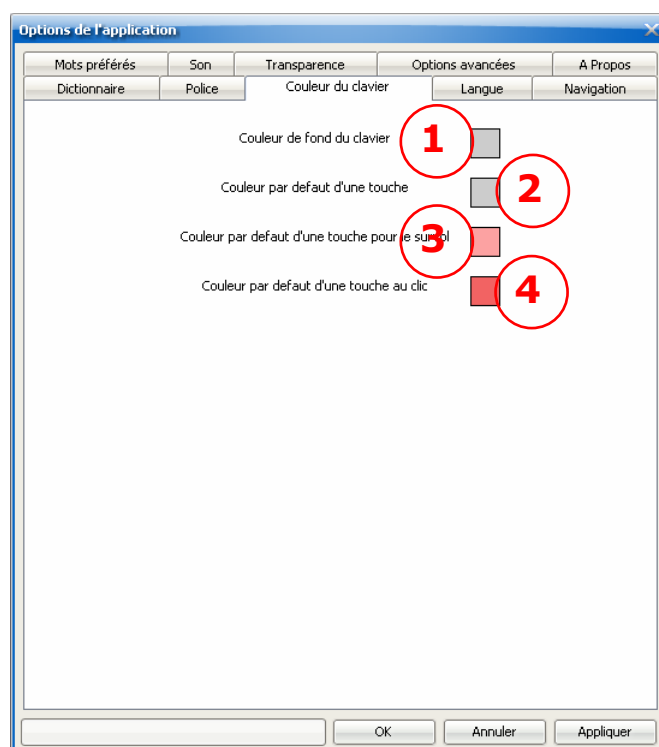 Options de l'application
Mots préférés Son Transparence Options avancées A Propos
Dictionnaire Police Couleur du clavier Langue Navigation
Couleur de fond du clavier 1
Couleur par defaut d'une touche 2
Couleur par defaut d'une touche pour le survol 3
Couleur par defaut d'une touche au clic 4
OK Annuler Appliquer